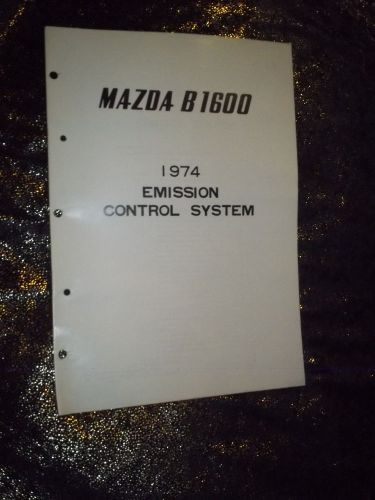 MAZDA B1600
1974
EMISSION
CONTROL SYSTEM